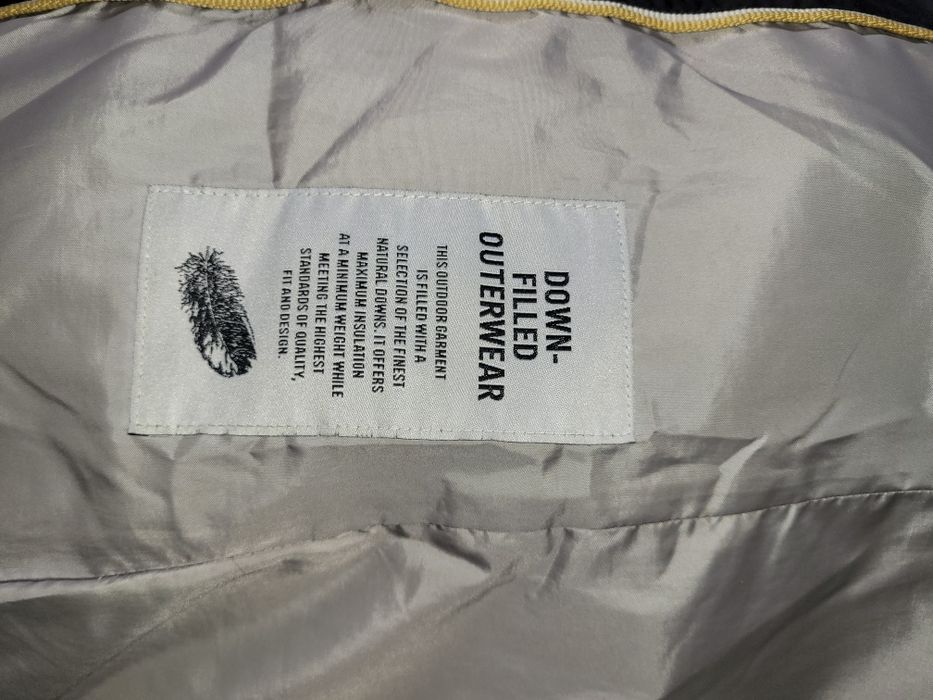 DOWN-
FILLED
OUTERWEAR
THIS OUTDOOR GARMENT
IS FILLED WITH A
SELECTION OF THE FINEST
NATURAL DOWNS. IT OFFERS
MAXIMUM INSULATION
AT A MINIMUM WEIGHT WHILE
MEETING THE HIGHEST
STANDARDS OF QUALITY,
FIT AND DESIGN.